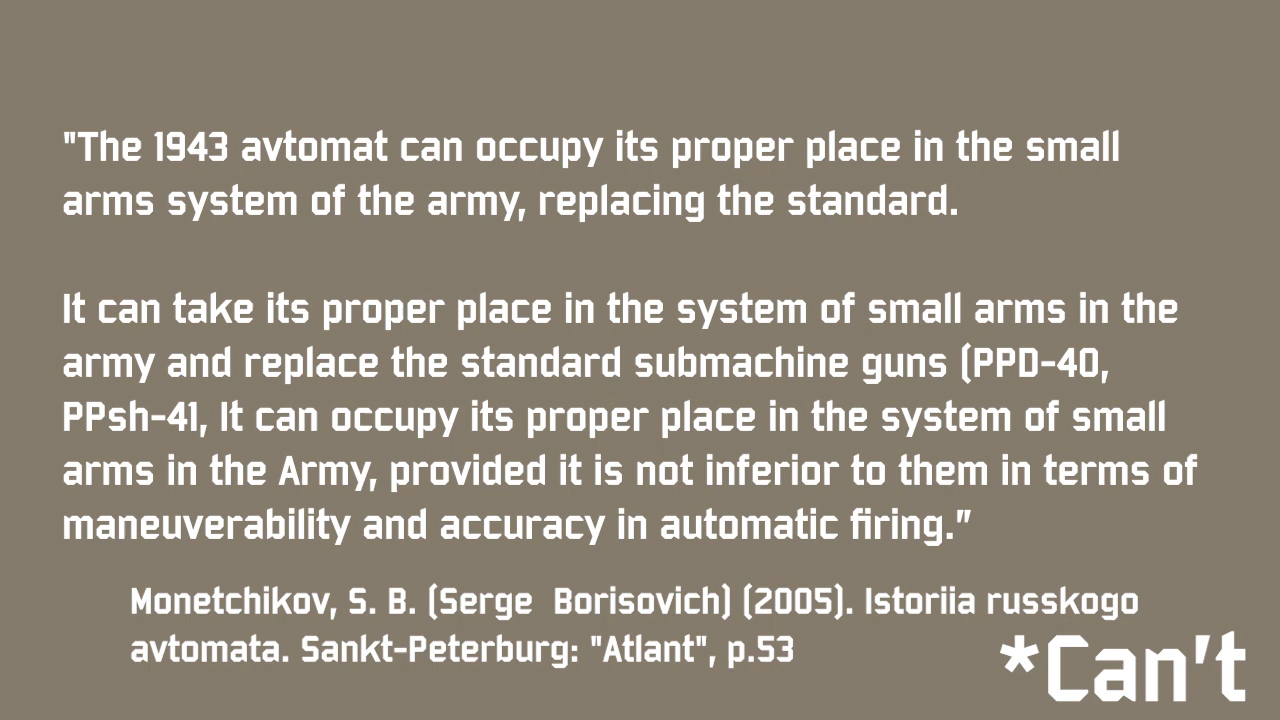 "The 1943 avtomat can occupy its proper place in the small
arms system of the army, replacing the standard.
It can take its proper place in the system of small arms in the
army and replace the standard submachine guns (PPD-40,
PPsh-41, It can occupy its proper place in the system of small
arms in the Army, provided it is not inferior to them in terms of
maneuverability and accuracy in automatic firing.”
Monetchikov, S. B. (Serge  Borisovich) (2005). Istoriia russkogo
avtomata. Sankt-Peterburg: "Atlant", p.53
*Can't